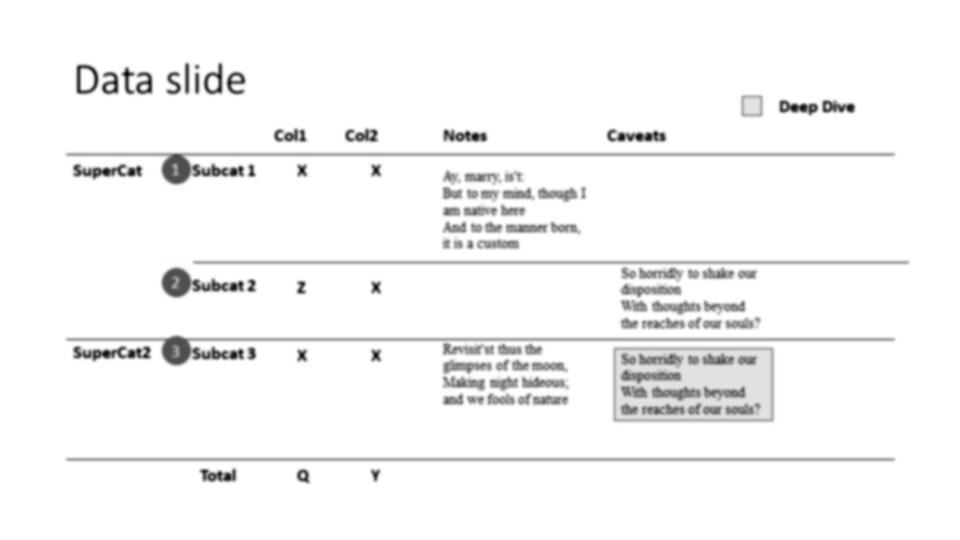 Data slide
Deep Dive
Col1 Col2 Notes Caveats
SuperCat 1 Subcat 1 X X
Ay, marry, is't:
But to my mind, though I
am native here
And to the manner born,
it is a custom
2 Subcat 2 Z X
So horridly to shake our
disposition
With thoughts beyond
the reaches of our souls?
SuperCat2 3 Subcat 3 X X
Revisit'st thus the
glimpses of the moon,
Making night hideous;
and we fools of nature
So horridly to shake our
disposition
With thoughts beyond
the reaches of our souls?
Total Q Y